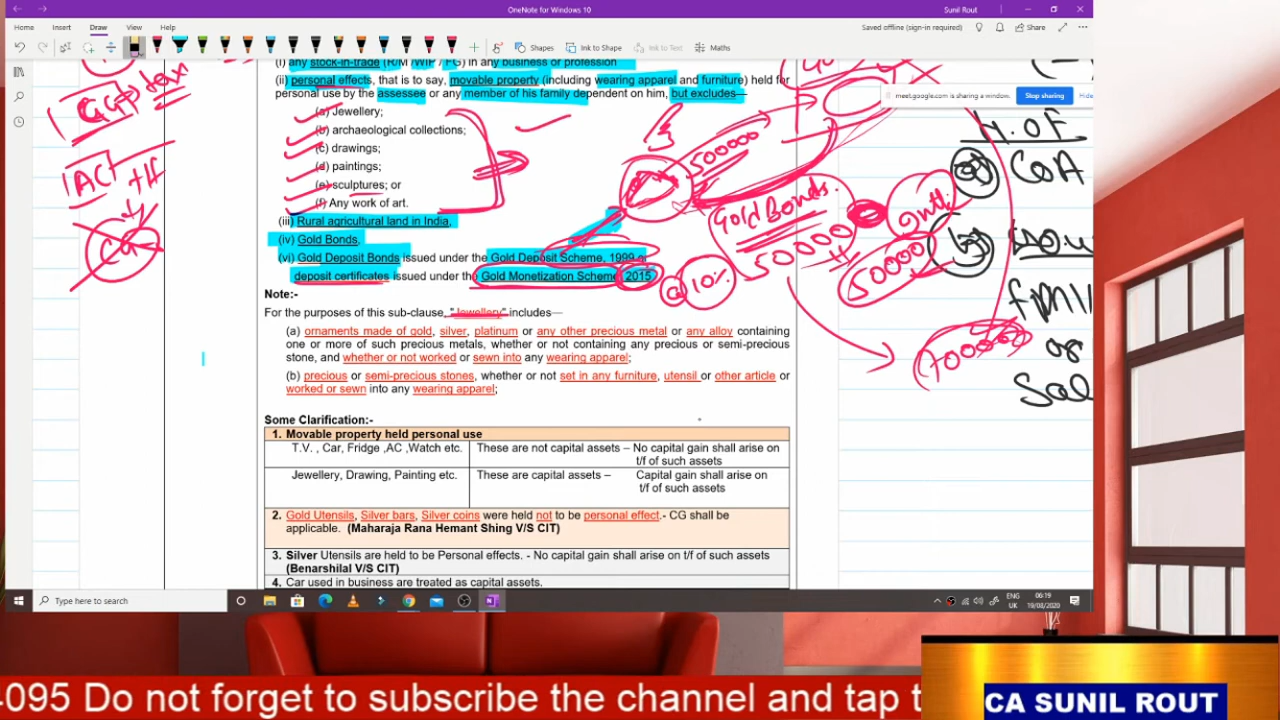 OneNote for Windows 10
Sunil Rout
Home Insert Draw View Help
Saved offline (sign-in required)
Share
Shapes
Ink to Shape
Ink to Text
Maths
(i) any stock-in-trade (R/M /WIP / FG) in any business or profession
(ii) personal effects, that is to say, movable property (including wearing apparel and furniture) held for
personal use by the assessee or any member of his family dependent on him, but excludes—
(a) Jewellery;
(b) archaeological collections;
(c) drawings;
(d) paintings;
(e) sculptures; or
(f) Any work of art.
(iii) Rural agricultural land in India,
(iv) Gold Bonds,
(vi) Gold Deposit Bonds issued under the Gold Deposit Scheme, 1999 or
deposit certificates issued under the Gold Monetization Scheme 2015
meet.google.com is sharing a window.
Stop sharing
Hide
500000
Gold Bonds.
@ 10%
COA
or
Note:-
For the purposes of this sub-clause, "Jewellery" includes—
(a) ornaments made of gold, silver, platinum or any other precious metal or any alloy containing
one or more of such precious metals, whether or not containing any precious or semi-precious
stone, and whether or not worked or sewn into any wearing apparel;
(b) precious or semi-precious stones, whether or not set in any furniture, utensil or other article or
worked or sewn into any wearing apparel;
Some Clarification:-
1. Movable property held personal use
T.V. , Car, Fridge ,AC ,Watch etc.
These are not capital assets – No capital gain shall arise on
t/f of such assets
Jewellery, Drawing, Painting etc.
These are capital assets – Capital gain shall arise on
t/f of such assets
2. Gold Utensils, Silver bars, Silver coins were held not to be personal effect.- CG shall be
applicable. (Maharaja Rana Hemant Shing V/S CIT)
3. Silver Utensils are held to be Personal effects. - No capital gain shall arise on t/f of such assets
(Benarshilal V/S CIT)
4. Car used in business are treated as capital assets.
Type here to search
ENG
UK
06:19
19/08/2020
-095 Do not forget to subscribe the channel and tap t
CA SUNIL ROUT